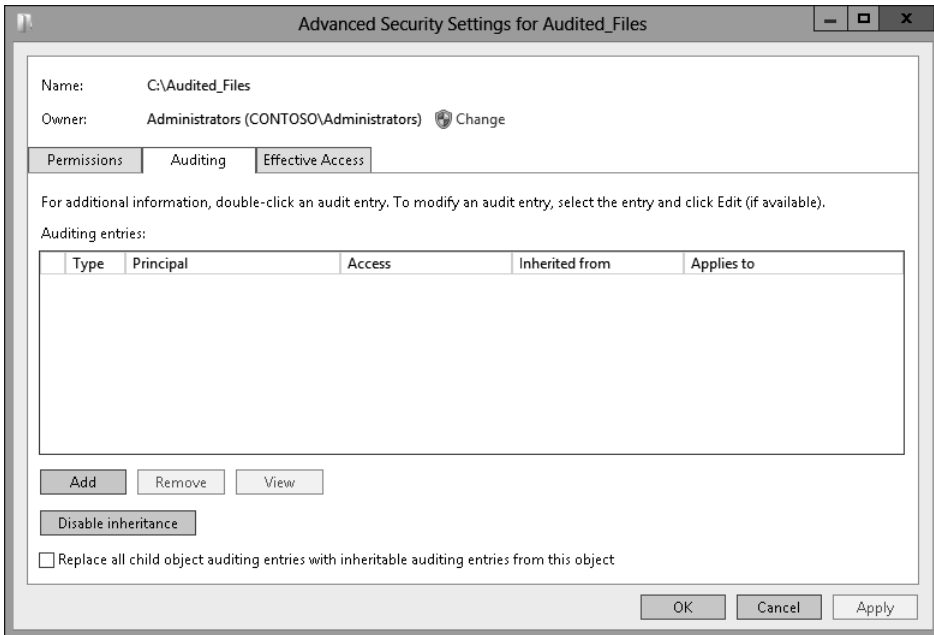 Advanced Security Settings for Audited_Files
Name: C:\Audited_Files
Owner: Administrators (CONTOSO\Administrators) Change
Permissions Auditing Effective Access
For additional information, double-click an audit entry. To modify an audit entry, select the entry and click Edit (if available).
Auditing entries:
Type Principal Access Inherited from Applies to
Add Remove View
Disable inheritance
Replace all child object auditing entries with inheritable auditing entries from this object
OK Cancel Apply